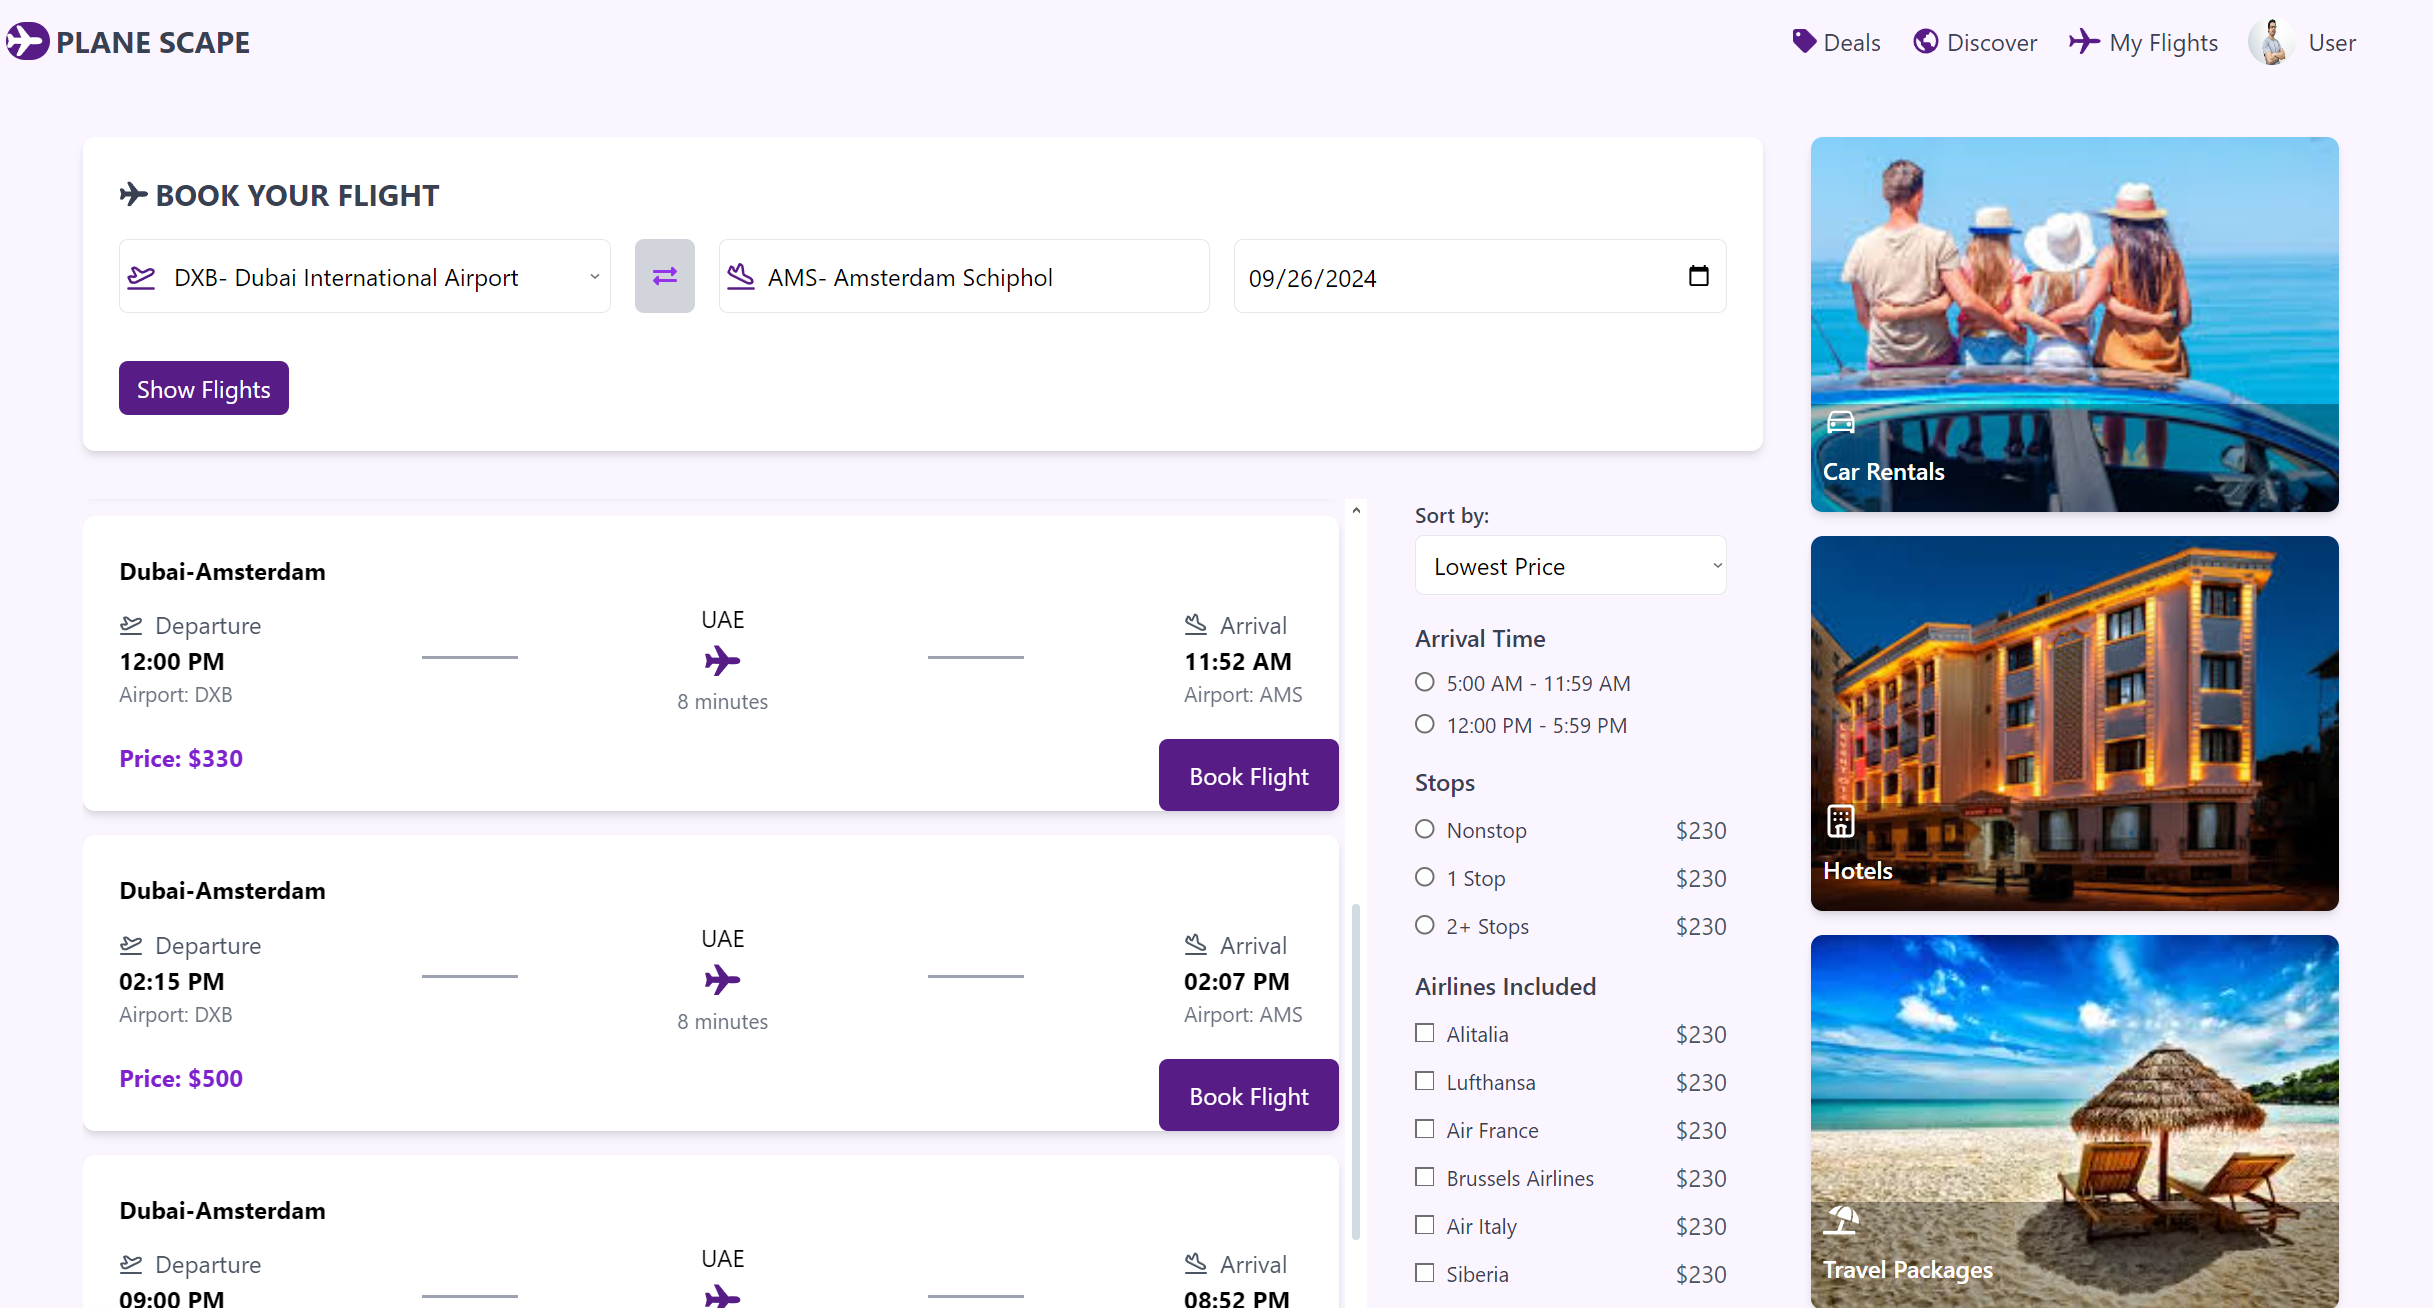 PLANE SCAPE
Deals
Discover
My Flights
User
BOOK YOUR FLIGHT
DXB- Dubai International Airport
AMS- Amsterdam Schiphol
09/26/2024
Show Flights
Dubai-Amsterdam
Departure
12:00 PM
Airport: DXB
UAE
8 minutes
Arrival
11:52 AM
Airport: AMS
Price: $330
Book Flight
Dubai-Amsterdam
Departure
02:15 PM
Airport: DXB
UAE
8 minutes
Arrival
02:07 PM
Airport: AMS
Price: $500
Book Flight
Dubai-Amsterdam
Departure
09:00 PM
UAE
Arrival
08:52 PM
Sort by:
Lowest Price
Arrival Time
5:00 AM - 11:59 AM
12:00 PM - 5:59 PM
Stops
Nonstop $230
1 Stop $230
2+ Stops $230
Airlines Included
Alitalia $230
Lufthansa $230
Air France $230
Brussels Airlines $230
Air Italy $230
Siberia $230
Car Rentals
Hotels
Travel Packages